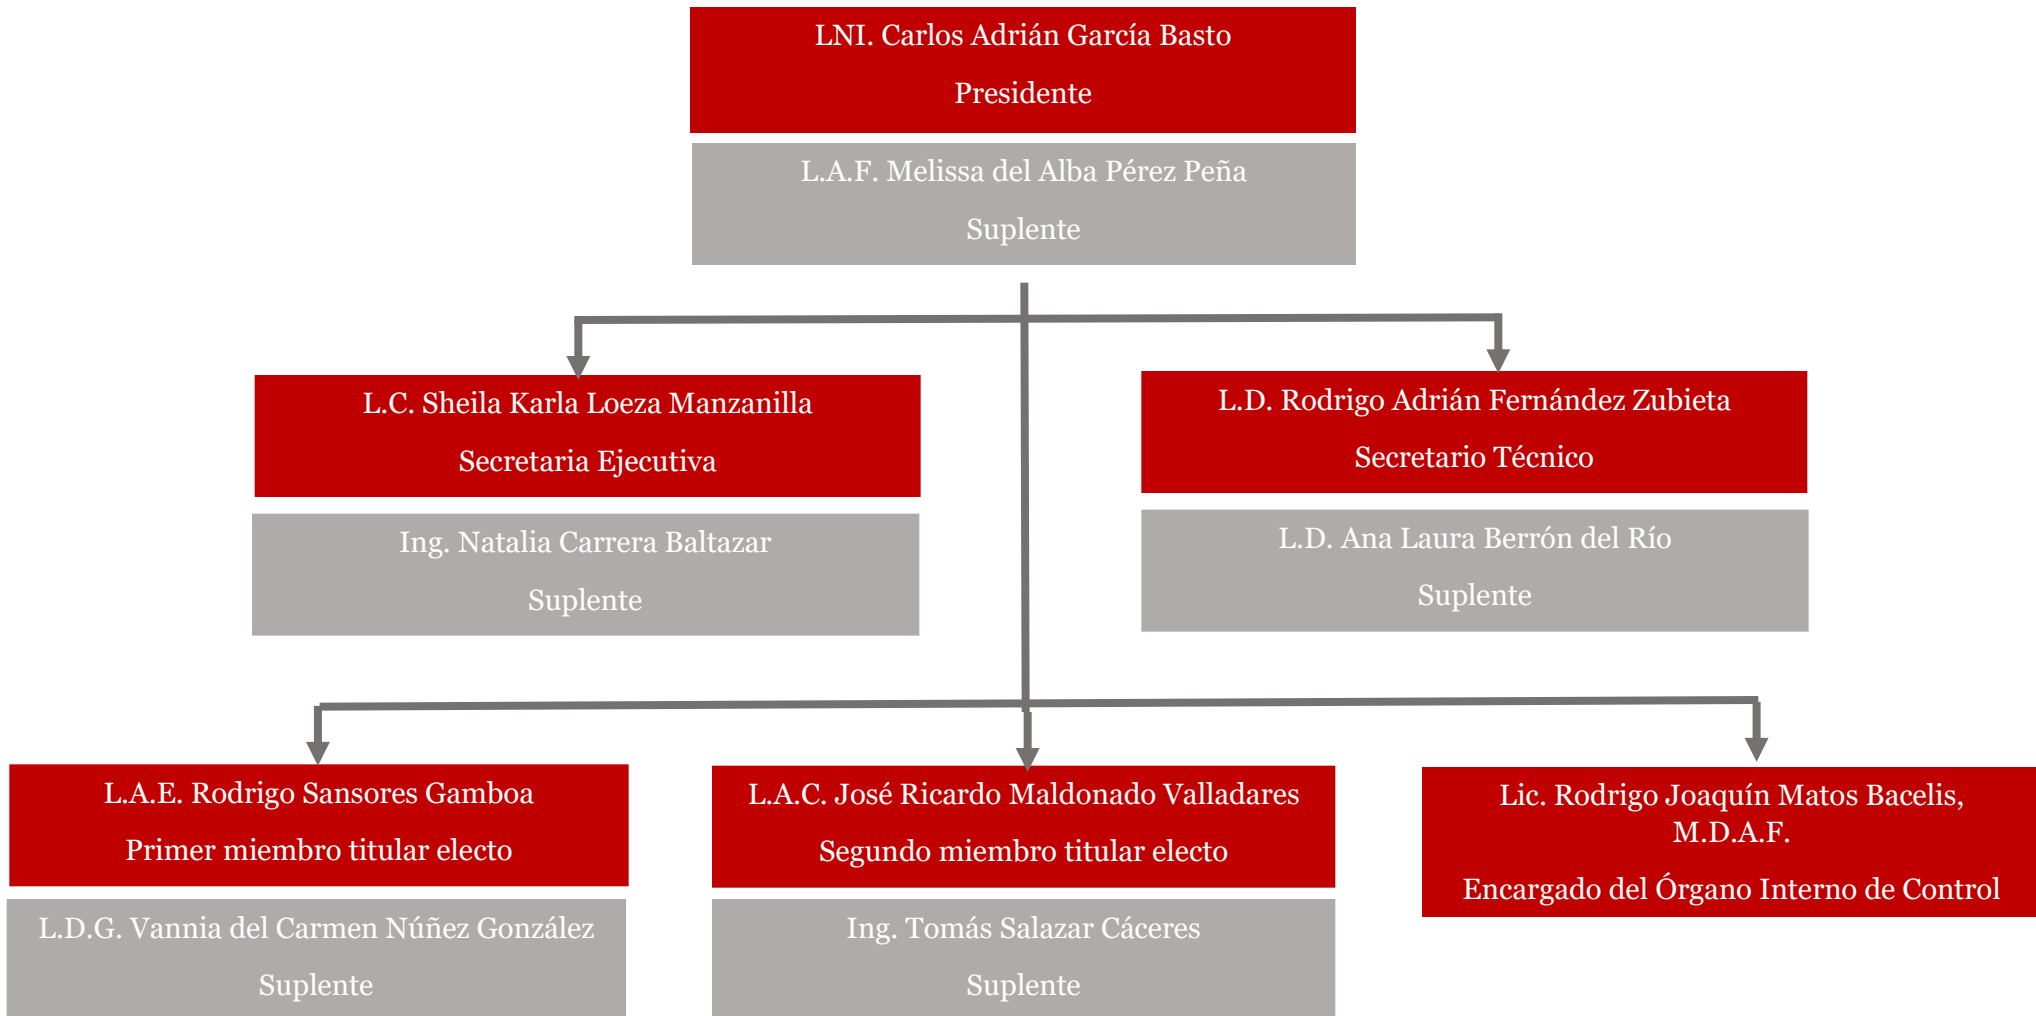 LNI. Carlos Adrián García Basto
Presidente
L.A.F. Melissa del Alba Pérez Peña
Suplente
L.C. Sheila Karla Loeza Manzanilla
Secretaria Ejecutiva
Ing. Natalia Carrera Baltazar
Suplente
L.D. Rodrigo Adrián Fernández Zubieta
Secretario Técnico
L.D. Ana Laura Berrón del Río
Suplente
L.A.E. Rodrigo Sansores Gamboa
Primer miembro titular electo
L.D.G. Vannia del Carmen Núñez González
Suplente
L.A.C. José Ricardo Maldonado Valladares
Segundo miembro titular electo
Ing. Tomás Salazar Cáceres
Suplente
Lic. Rodrigo Joaquín Matos Bacelis,
M.D.A.F.
Encargado del Órgano Interno de Control